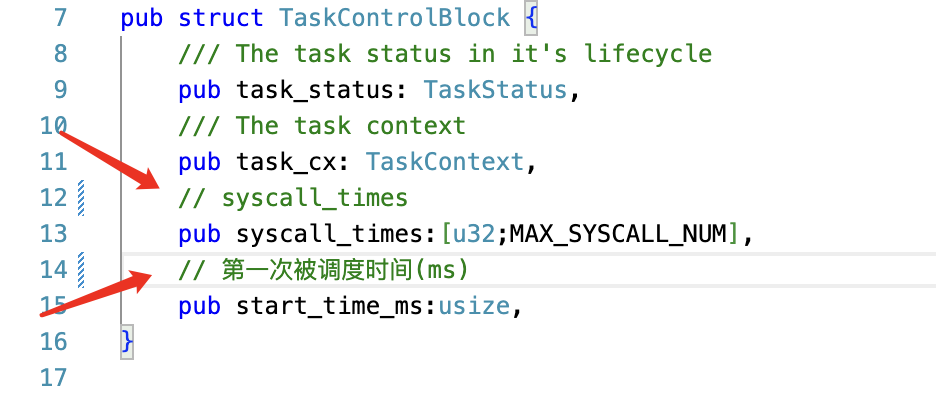 7 pub struct TaskControlBlock {
8 /// The task status in it's lifecycle
9 pub task_status: TaskStatus,
10 /// The task context
11 pub task_cx: TaskContext,
12 // syscall_times
13 pub syscall_times:[u32;MAX_SYSCALL_NUM],
14 // 第一次被调度时间(ms)
15 pub start_time_ms:usize,
16 }
17